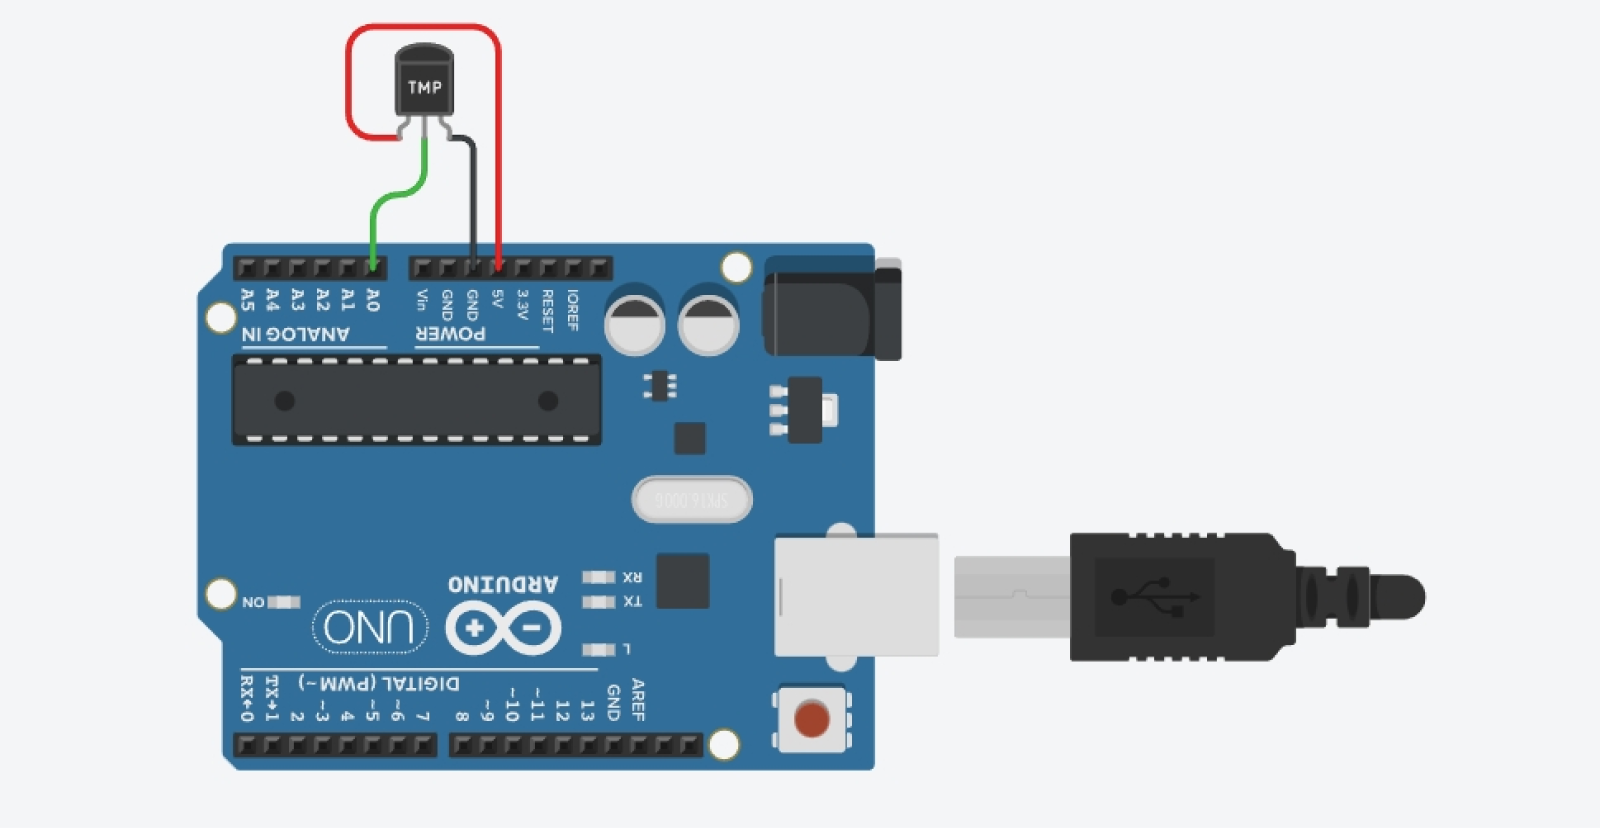 TMP
A5 A4 A3 A2 A1 A0
Vin GND GND 5V 3.3V RESET IOREF
ANALOG IN
POWER
SPK16.000G
ARDUINO
UNO
ON
RX
TX
L
DIGITAL (PWM ~)
RX←0 TX→1 2 ~3 4 ~5 ~6 7
8 ~9 ~10 ~11 12 13 GND AREF